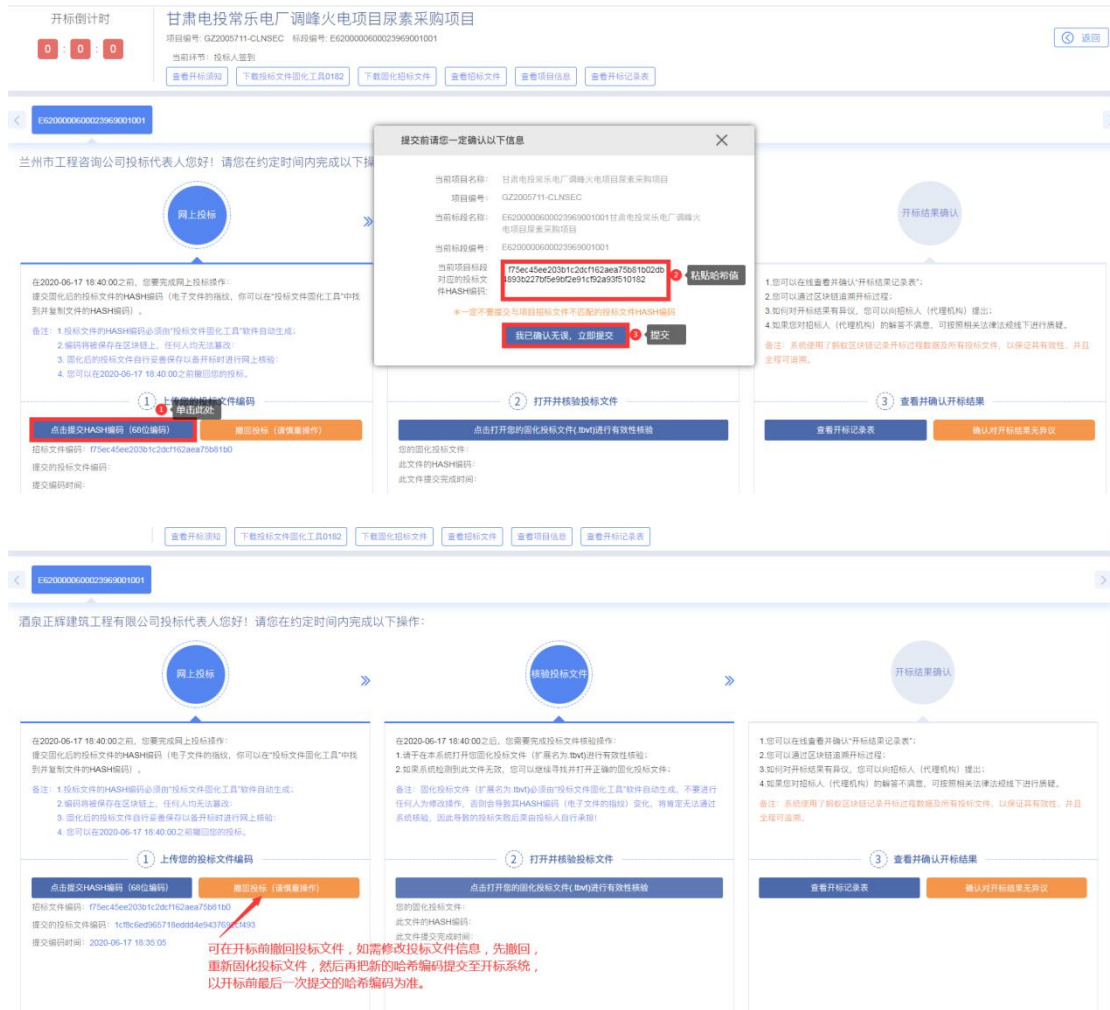 开标倒计时
0 : 0 : 0
甘肃电投常乐电厂调峰火电项目尿素采购项目
项目编号: GZ2005711-CLNSEC 标段编号: E6200000600023969001001
当前环节：投标人签到
查看开标须知 下载投标文件固化工具0182 下载固化招标文件 查看招标文件 查看项目信息 查看开标记录表
返回
E6200000600023969001001
兰州市工程咨询公司投标代表人您好！请您在约定时间内完成以下操
网上投标
在2020-06-17 18:40:00之前，您要完成网上投标操作：
提交固化后的投标文件的HASH编码（电子文件的指纹，你可以在“投标文件固化工具”中找
到并复制文件的HASH编码）。
备注：1.投标文件的HASH编码必须由“投标文件固化工具”软件自动生成；
2.编码将被保存在区块链上，任何人均无法篡改；
3. 固化后的投标文件自行妥善保存以备开标时进行网上核验；
4. 您可以在2020-06-17 18:40:00之前撤回您的投标。
1 上传您的投标文件编码
1 单击此处
点击提交HASH编码（68位编码） 撤回投标（请慎重操作）
招标文件编码：f75ec45ee203b1c2dcf162aea75b81b0
提交的投标文件编码：
提交编码时间：
提交前请您一定确认以下信息
当前项目名称： 甘肃电投常乐电厂调峰火电项目尿素采购项目
项目编号： GZ2005711-CLNSEC
当前标段名称： E6200000600023969001001甘肃电投常乐电厂调峰火
电项目尿素采购项目
当前标段编号： E6200000600023969001001
当前项目标段
对应的投标文
件HASH编码：
f75ec45ee203b1c2dcf162aea75b81b02db
4893b227bf5e9bf2e91cf92a93f510182
2 粘贴哈希值
※一定不要提交与项目招标文件不匹配的投标文件HASH编码
我已确认无误，立即提交 3 提交
2 打开并核验投标文件
点击打开您的固化投标文件(.tbvt)进行有效性核验
您的固化投标文件：
此文件的HASH编码：
此文件提交完成时间：
开标结果确认
1.您可以在线查看并确认“开标结果记录表”；
2.您可以通过区块链追溯开标过程；
3.如何对开标结果有异议，您可以向招标人（代理机构）提出；
4.如果您对招标人（代理机构）的解答不满意，可按照相关法律法规线下进行质疑。
备注：系统使用了蚂蚁区块链记录开标过程数据及所有投标文件，以保证其有效性、并且
全程可追溯。
3 查看并确认开标结果
查看开标记录表 确认对开标结果无异议
查看开标须知 下载投标文件固化工具0182 下载固化招标文件 查看招标文件 查看项目信息 查看开标记录表
E6200000600023969001001
酒泉正辉建筑工程有限公司投标代表人您好！请您在约定时间内完成以下操作：
网上投标
在2020-06-17 18:40:00之前，您要完成网上投标操作：
提交固化后的投标文件的HASH编码（电子文件的指纹，你可以在“投标文件固化工具”中找
到并复制文件的HASH编码）。
备注：1.投标文件的HASH编码必须由“投标文件固化工具”软件自动生成；
2.编码将被保存在区块链上，任何人均无法篡改；
3. 固化后的投标文件自行妥善保存以备开标时进行网上核验；
4. 您可以在2020-06-17 18:40:00之前撤回您的投标。
1 上传您的投标文件编码
点击提交HASH编码（68位编码） 撤回投标（请慎重操作）
招标文件编码：f75ec45ee203b1c2dcf162aea75b81b0
提交的投标文件编码：
提交编码时间：2020-06-17 18:35:05
可在开标前撤回投标文件，如需修改投标文件信息，先撤回，
重新固化投标文件，然后再把新的哈希编码提交至开标系统，
以开标前最后一次提交的哈希编码为准。
核验投标文件
在2020-06-17 18:40:00之后，您需要完成投标文件核验操作：
1.请于在本系统打开您固化投标文件（扩展名为.tbvt)进行有效性核验；
2.如果系统检测到此文件无效，您可以继续寻找并打开正确的固化投标文件；
备注：固化投标文件（扩展名为.tbvt)必须由“投标文件固化工具”软件自动生成，不要进行
任何人为修改操作，否则会导致其HASH编码（电子文件的指纹）变化，将肯定无法通过
系统核验，因此导致的投标失败后果由投标人自行承担！
2 打开并核验投标文件
点击打开您的固化投标文件(.tbvt)进行有效性核验
您的固化投标文件：
此文件的HASH编码：
此文件提交完成时间：
开标结果确认
1.您可以在线查看并确认“开标结果记录表”；
2.您可以通过区块链追溯开标过程；
3.如何对开标结果有异议，您可以向招标人（代理机构）提出；
4.如果您对招标人（代理机构）的解答不满意，可按照相关法律法规线下进行质疑。
备注：系统使用了蚂蚁区块链记录开标过程数据及所有投标文件，以保证其有效性、并且
全程可追溯。
3 查看并确认开标结果
查看开标记录表 确认对开标结果无异议